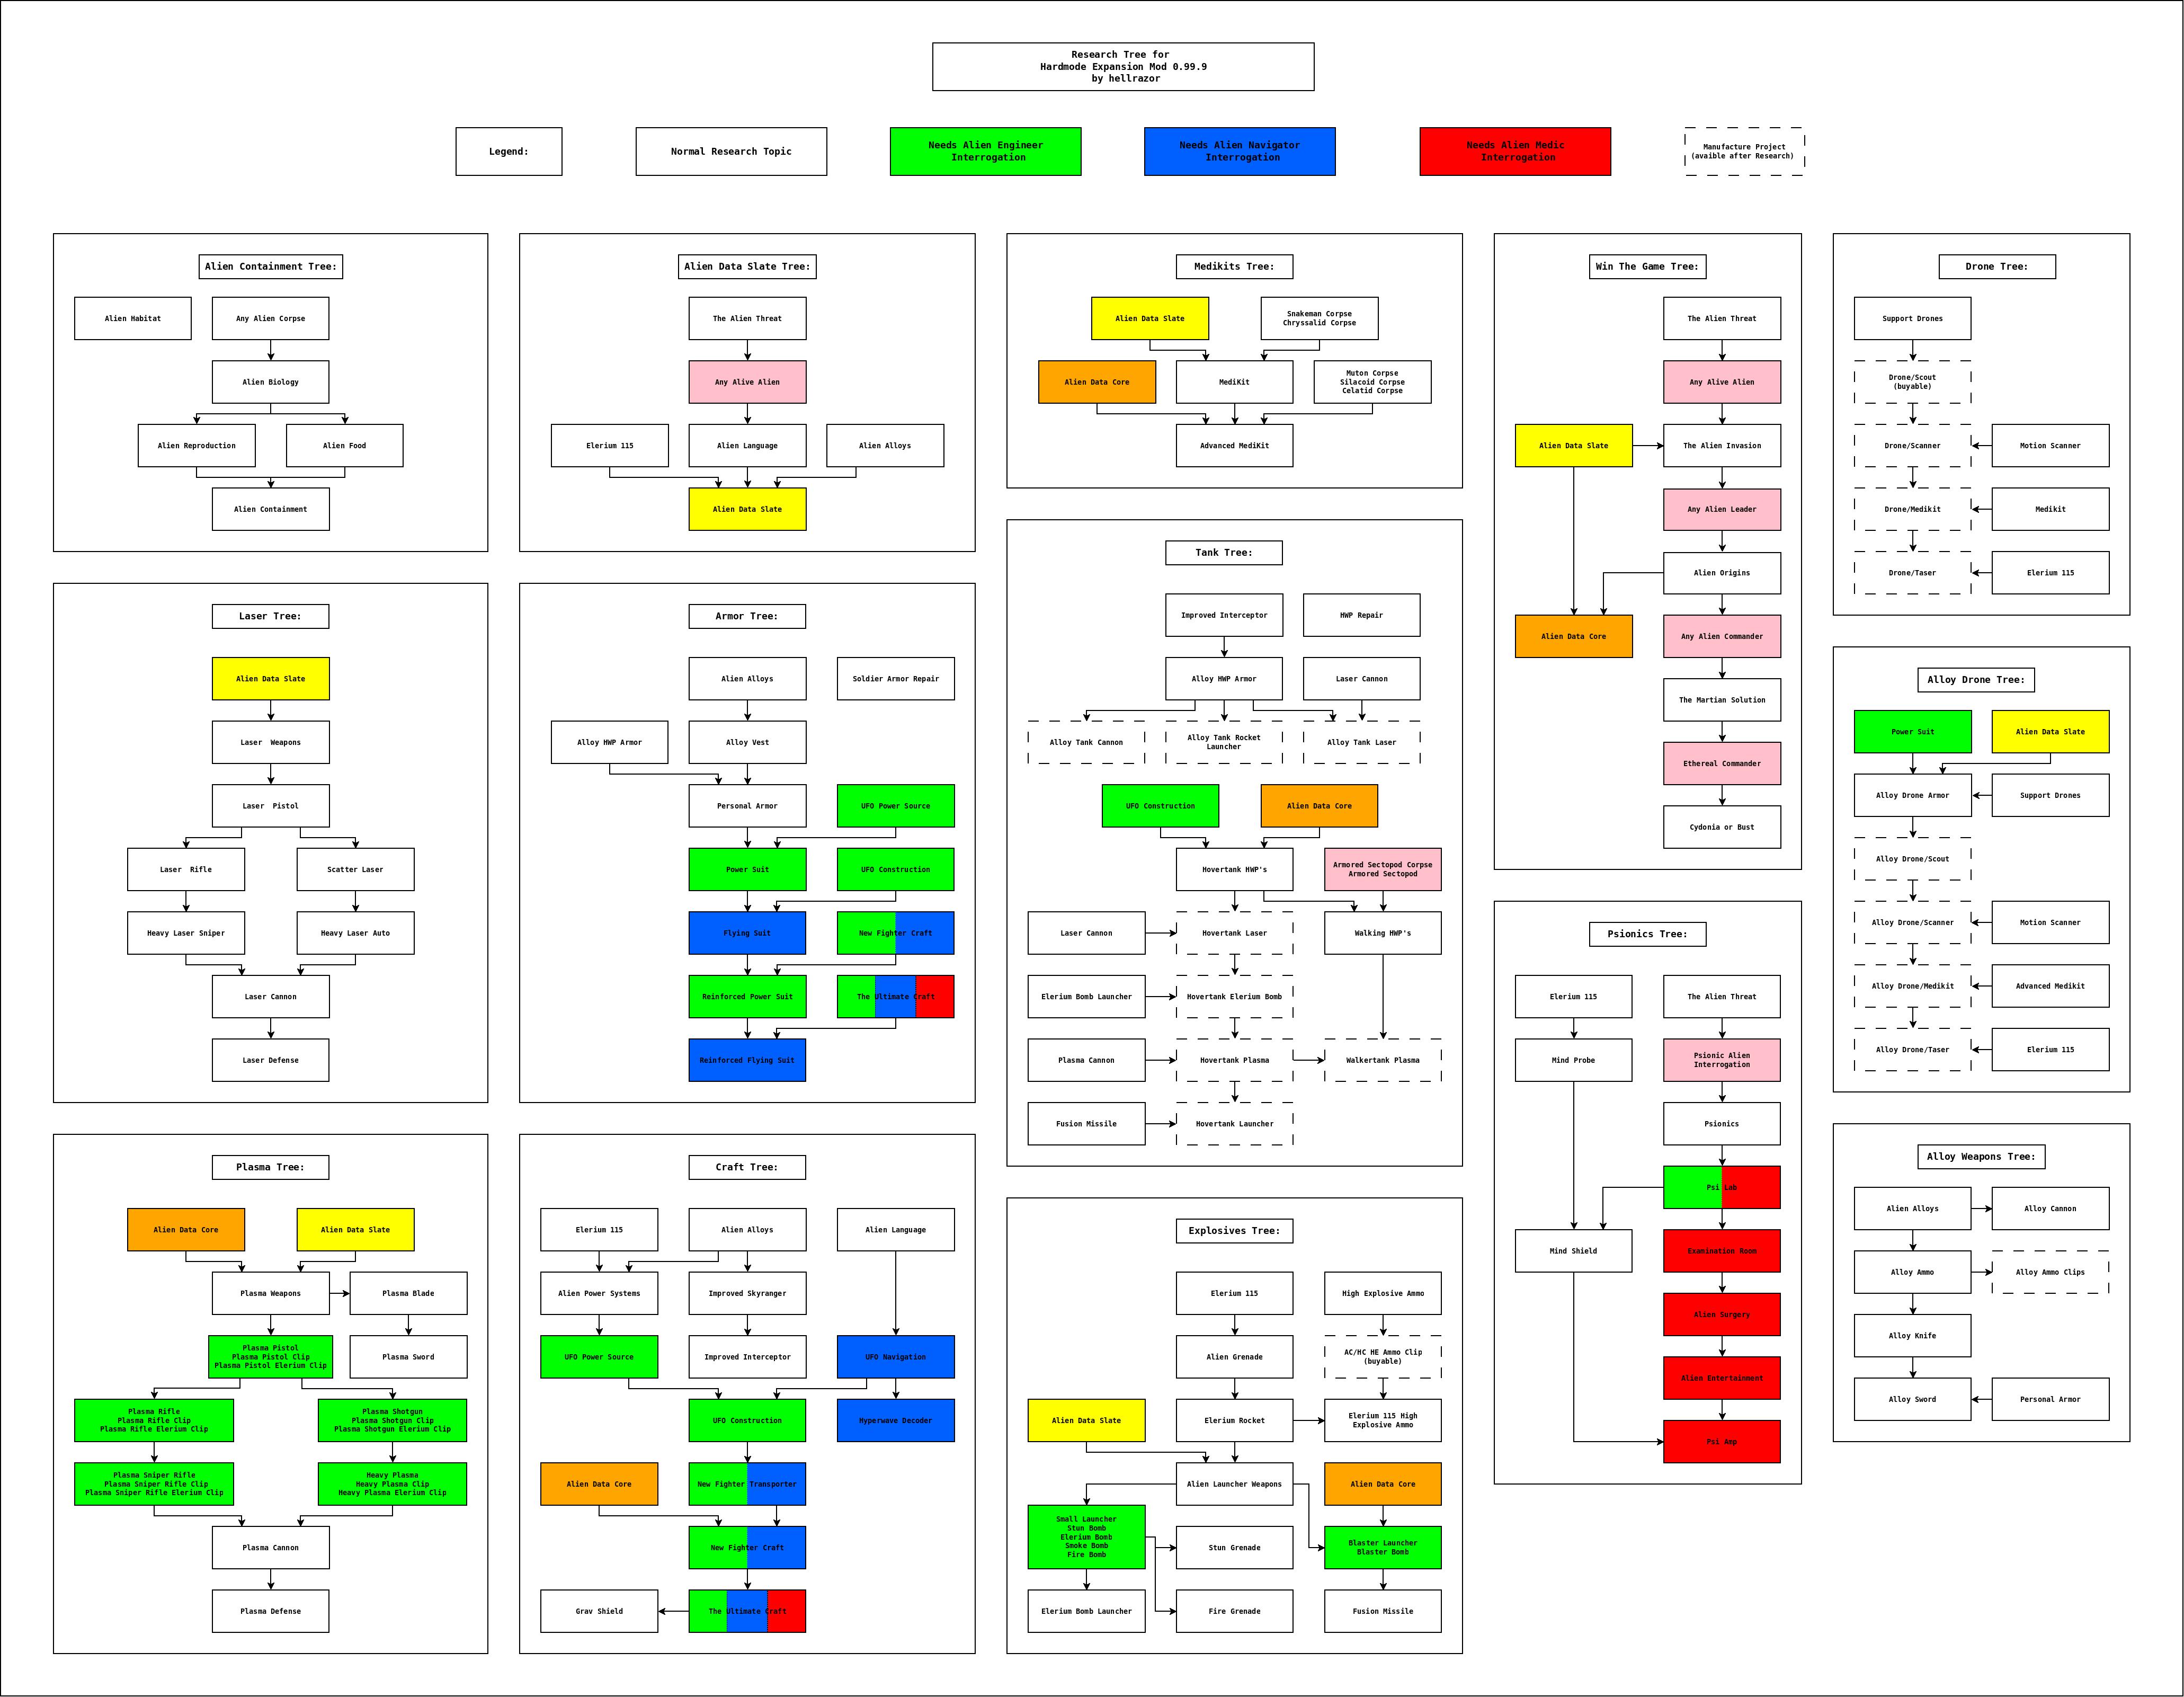 Research Tree for
Hardmode Expansion Mod 0.99.9
by hellrazor
Legend:
Normal Research Topic
Needs Alien Engineer
Interrogation
Needs Alien Navigator
Interrogation
Needs Alien Medic
Interrogation
Manufacture Project
(avaible after Research)
Alien Containment Tree:
Alien Habitat
Any Alien Corpse
Alien Biology
Alien Reproduction
Alien Food
Alien Containment
Alien Data Slate Tree:
The Alien Threat
Any Alive Alien
Elerium 115
Alien Language
Alien Alloys
Alien Data Slate
Medikits Tree:
Alien Data Slate
Snakeman Corpse
Chryssalid Corpse
Alien Data Core
MediKit
Muton Corpse
Silacoid Corpse
Celatid Corpse
Advanced MediKit
Win The Game Tree:
The Alien Threat
Any Alive Alien
Alien Data Slate
The Alien Invasion
Any Alien Leader
Alien Origins
Alien Data Core
Any Alien Commander
The Martian Solution
Ethereal Commander
Cydonia or Bust
Drone Tree:
Support Drones
Drone/Scout
(buyable)
Drone/Scanner
Motion Scanner
Drone/Medikit
Medikit
Drone/Taser
Elerium 115
Laser Tree:
Alien Data Slate
Laser  Weapons
Laser  Pistol
Laser  Rifle
Scatter Laser
Heavy Laser Sniper
Heavy Laser Auto
Laser Cannon
Laser Defense
Armor Tree:
Alien Alloys
Soldier Armor Repair
Alloy HWP Armor
Alloy Vest
Personal Armor
UFO Power Source
Power Suit
UFO Construction
Flying Suit
New Fighter Craft
Reinforced Power Suit
The Ultimate Craft
Reinforced Flying Suit
Tank Tree:
Improved Interceptor
HWP Repair
Alloy HWP Armor
Laser Cannon
Alloy Tank Cannon
Alloy Tank Rocket
Launcher
Alloy Tank Laser
UFO Construction
Alien Data Core
Hovertank HWP's
Armored Sectopod Corpse
Armored Sectopod
Laser Cannon
Hovertank Laser
Walking HWP's
Elerium Bomb Launcher
Hovertank Elerium Bomb
Plasma Cannon
Hovertank Plasma
Walkertank Plasma
Fusion Missile
Hovertank Launcher
Alloy Drone Tree:
Power Suit
Alien Data Slate
Alloy Drone Armor
Support Drones
Alloy Drone/Scout
Alloy Drone/Scanner
Motion Scanner
Alloy Drone/Medikit
Advanced Medikit
Alloy Drone/Taser
Elerium 115
Psionics Tree:
Elerium 115
The Alien Threat
Mind Probe
Psionic Alien
Interrogation
Psionics
Psi Lab
Mind Shield
Examination Room
Alien Surgery
Alien Entertainment
Psi Amp
Plasma Tree:
Alien Data Core
Alien Data Slate
Plasma Weapons
Plasma Blade
Plasma Pistol
Plasma Pistol Clip
Plasma Pistol Elerium Clip
Plasma Sword
Plasma Rifle
Plasma Rifle Clip
Plasma Rifle Elerium Clip
Plasma Shotgun
Plasma Shotgun Clip
Plasma Shotgun Elerium Clip
Plasma Sniper Rifle
Plasma Sniper Rifle Clip
Plasma Sniper Rifle Elerium Clip
Heavy Plasma
Heavy Plasma Clip
Heavy Plasma Elerium Clip
Plasma Cannon
Plasma Defense
Craft Tree:
Elerium 115
Alien Alloys
Alien Language
Alien Power Systems
Improved Skyranger
UFO Power Source
Improved Interceptor
UFO Navigation
UFO Construction
Hyperwave Decoder
Alien Data Core
New Fighter Transporter
New Fighter Craft
Grav Shield
The Ultimate Craft
Explosives Tree:
Elerium 115
High Explosive Ammo
Alien Grenade
AC/HC HE Ammo Clip
(buyable)
Alien Data Slate
Elerium Rocket
Elerium 115 High
Explosive Ammo
Alien Launcher Weapons
Alien Data Core
Small Launcher
Stun Bomb
Elerium Bomb
Smoke Bomb
Fire Bomb
Stun Grenade
Blaster Launcher
Blaster Bomb
Elerium Bomb Launcher
Fire Grenade
Fusion Missile
Alloy Weapons Tree:
Alien Alloys
Alloy Cannon
Alloy Ammo
Alloy Ammo Clips
Alloy Knife
Alloy Sword
Personal Armor